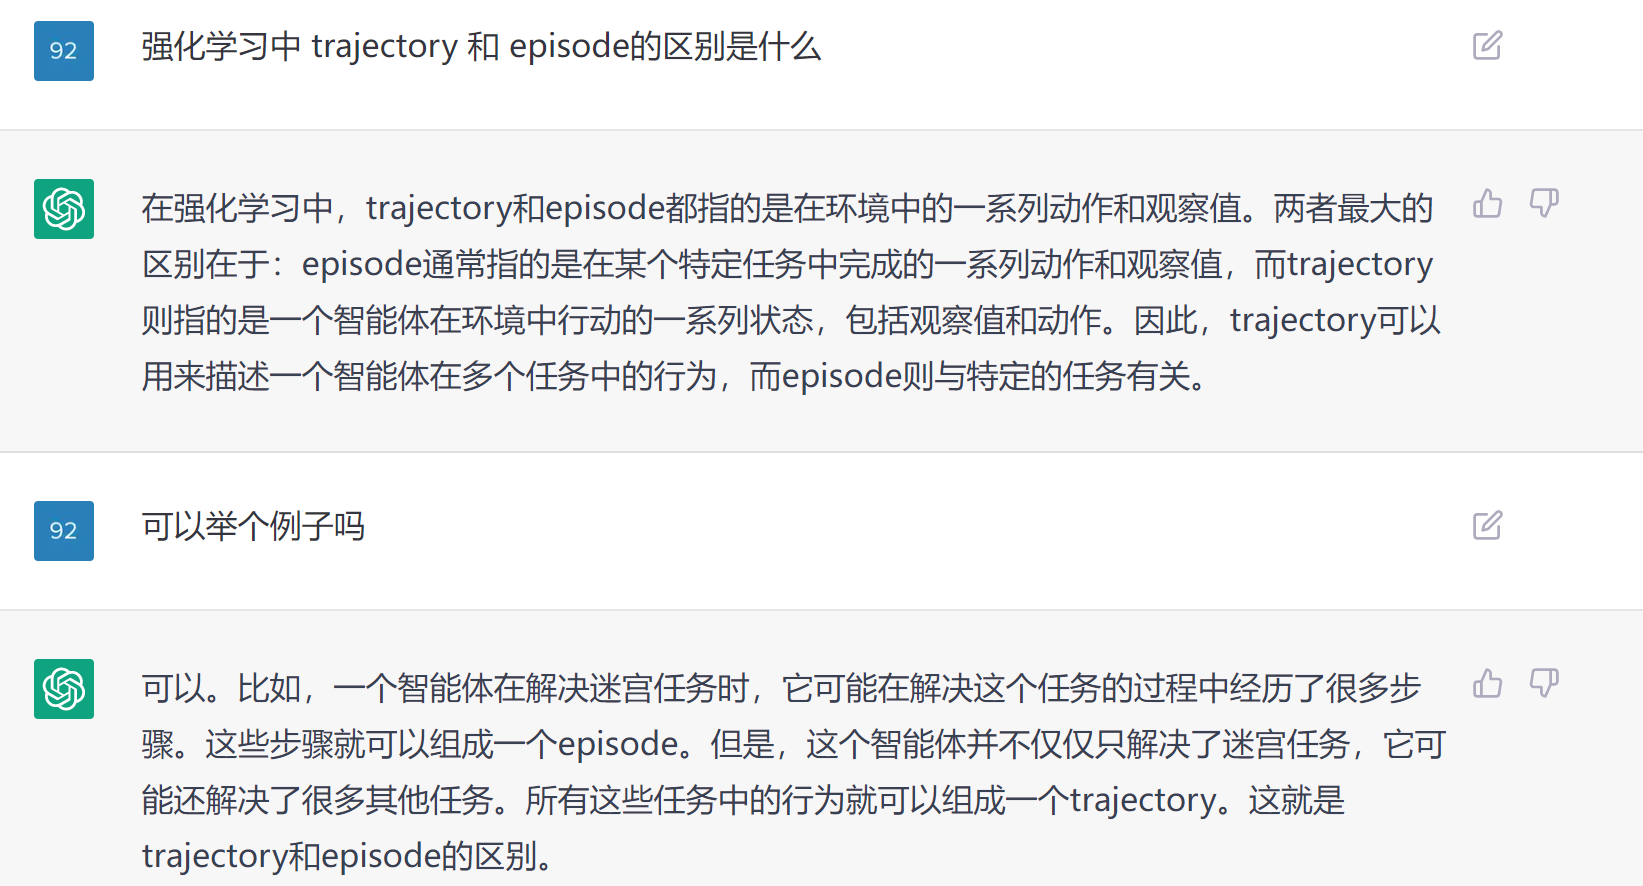 92
强化学习中 trajectory 和 episode的区别是什么
在强化学习中，trajectory和episode都指的是在环境中的一系列动作和观察值。两者最大的
区别在于：episode通常指的是在某个特定任务中完成的一系列动作和观察值，而trajectory
则指的是一个智能体在环境中行动的一系列状态，包括观察值和动作。因此，trajectory可以
用来描述一个智能体在多个任务中的行为，而episode则与特定的任务有关。
92
可以举个例子吗
可以。比如，一个智能体在解决迷宫任务时，它可能在解决这个任务的过程中经历了很多步
骤。这些步骤就可以组成一个episode。但是，这个智能体并不仅仅只解决了迷宫任务，它可
能还解决了很多其他任务。所有这些任务中的行为就可以组成一个trajectory。这就是
trajectory和episode的区别。